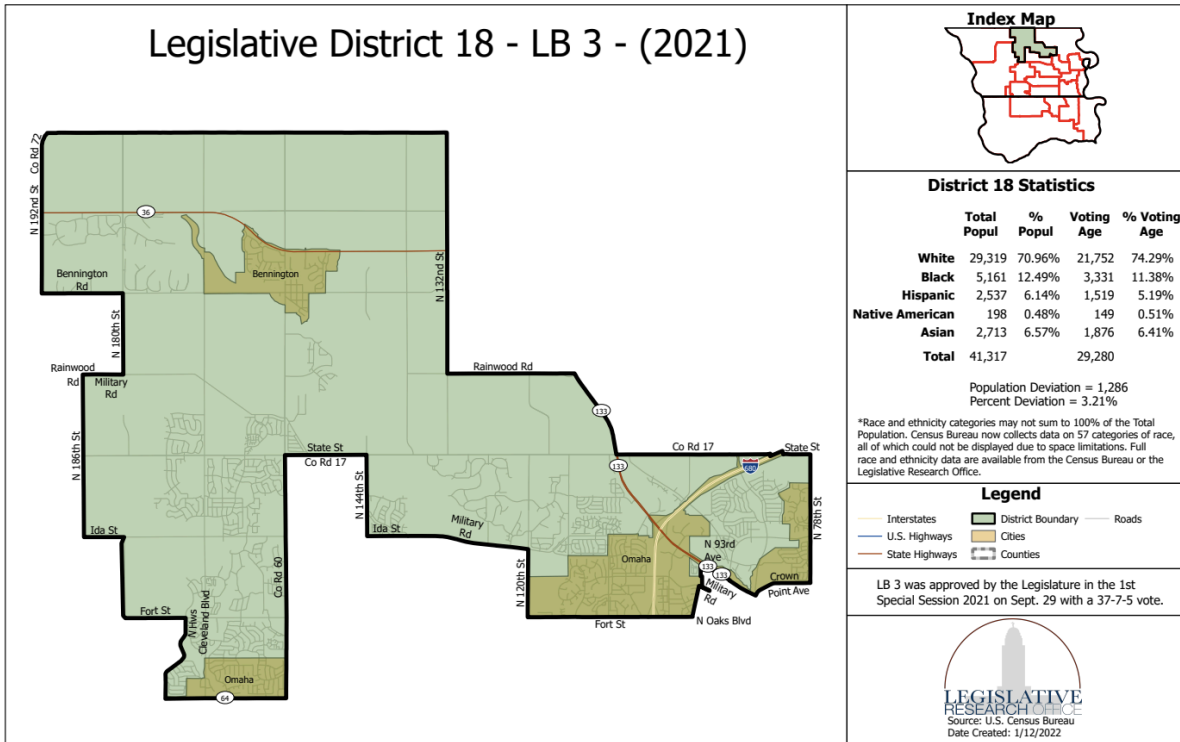 Legislative District 18 - LB 3 - (2021)
N 192nd St Co Rd 72
36
Bennington
Bennington
Rd
N 132nd St
N 180th St
Rainwood
Rd
Military
Rd
Rainwood Rd
133
N 186th St
State St
Co Rd 17
Co Rd 17
State St
133
680
N 144th St
Ida St
Ida St
Military
Rd
N 78th St
N 93rd
Ave
Omaha
133
133
Military
Rd
Crown
Point Ave
N 120th St
Co Rd 60
Fort St
Fort St
N Oaks Blvd
N Hws
Cleveland Blvd
Omaha
64
Index Map
District 18 Statistics
Total % Voting % Voting
Popul Popul Age Age
White 29,319 70.96% 21,752 74.29%
Black 5,161 12.49% 3,331 11.38%
Hispanic 2,537 6.14% 1,519 5.19%
Native American 198 0.48% 149 0.51%
Asian 2,713 6.57% 1,876 6.41%
Total 41,317 29,280
Population Deviation = 1,286
Percent Deviation = 3.21%
*Race and ethnicity categories may not sum to 100% of the Total
Population. Census Bureau now collects data on 57 categories of race,
all of which could not be displayed due to space limitations. Full
race and ethnicity data are available from the Census Bureau or the
Legislative Research Office.
Legend
Interstates District Boundary Roads
U.S. Highways Cities
State Highways Counties
LB 3 was approved by the Legislature in the 1st
Special Session 2021 on Sept. 29 with a 37-7-5 vote.
LEGISLATIVE
RESEARCH OFFICE
Source: U.S. Census Bureau
Date Created: 1/12/2022